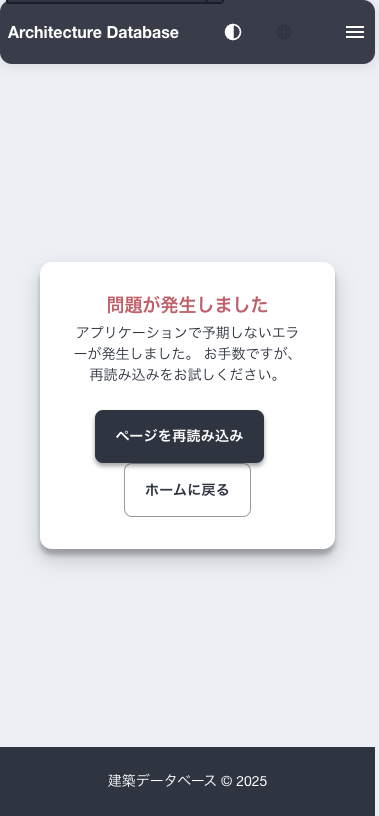 Architecture Database
問題が発生しました
アプリケーションで予期しないエラ
ーが発生しました。 お手数ですが、
再読み込みをお試しください。
ページを再読み込み
ホームに戻る
建築データベース © 2025